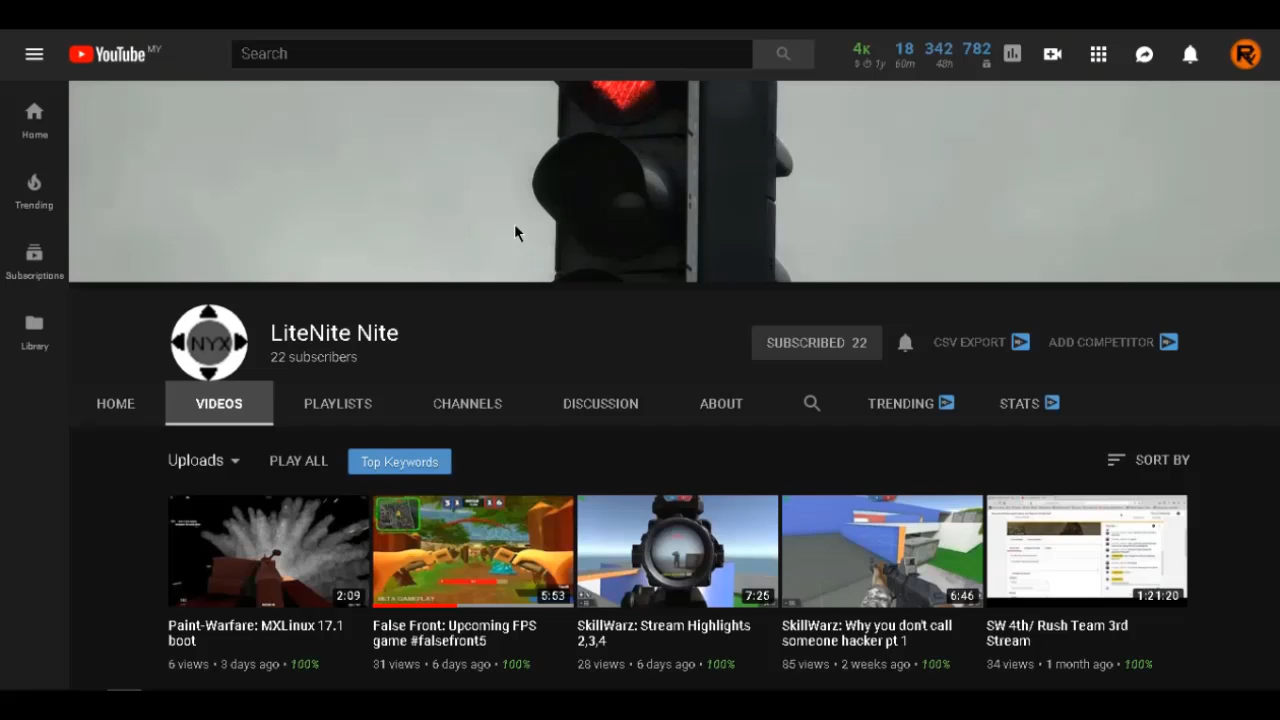 YouTube MY
Search
4k 18 342 782
1y 60m 48h
Home
Trending
Subscriptions
Library
NYX
LiteNite Nite
22 subscribers
SUBSCRIBED 22
CSV EXPORT
ADD COMPETITOR
HOME VIDEOS PLAYLISTS CHANNELS DISCUSSION ABOUT TRENDING STATS
Uploads PLAY ALL Top Keywords SORT BY
2:09
BETA GAMEPLAY 5:53
7:25
6:46
1:21:20
Paint-Warfare: MXLinux 17.1
boot
6 views • 3 days ago • 100%
False Front: Upcoming FPS
game #falsefront5
31 views • 6 days ago • 100%
SkillWarz: Stream Highlights
2,3,4
28 views • 6 days ago • 100%
SkillWarz: Why you don't call
someone hacker pt 1
85 views • 2 weeks ago • 100%
SW 4th/ Rush Team 3rd
Stream
34 views • 1 month ago • 100%